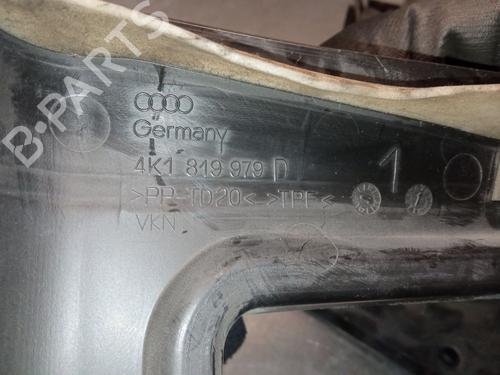 B-PARTS
Germany
4K1 819 979 D
>PP-TD20< >TPE<
VKN
1